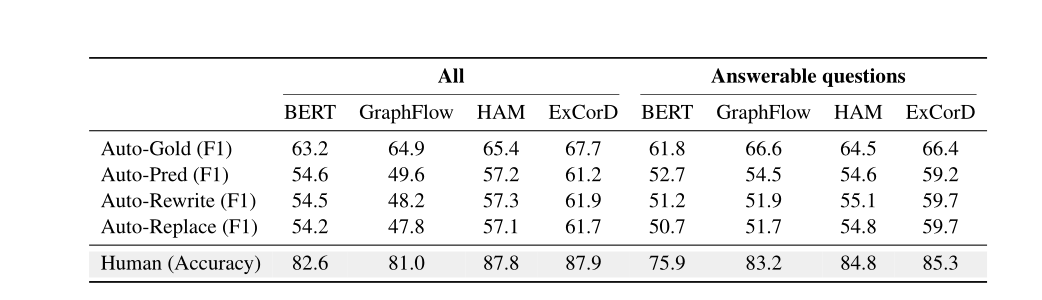 All Answerable questions
BERT GraphFlow HAM ExCorD BERT GraphFlow HAM ExCorD
Auto-Gold (F1) 63.2 64.9 65.4 67.7 61.8 66.6 64.5 66.4
Auto-Pred (F1) 54.6 49.6 57.2 61.2 52.7 54.5 54.6 59.2
Auto-Rewrite (F1) 54.5 48.2 57.3 61.9 51.2 51.9 55.1 59.7
Auto-Replace (F1) 54.2 47.8 57.1 61.7 50.7 51.7 54.8 59.7
Human (Accuracy) 82.6 81.0 87.8 87.9 75.9 83.2 84.8 85.3